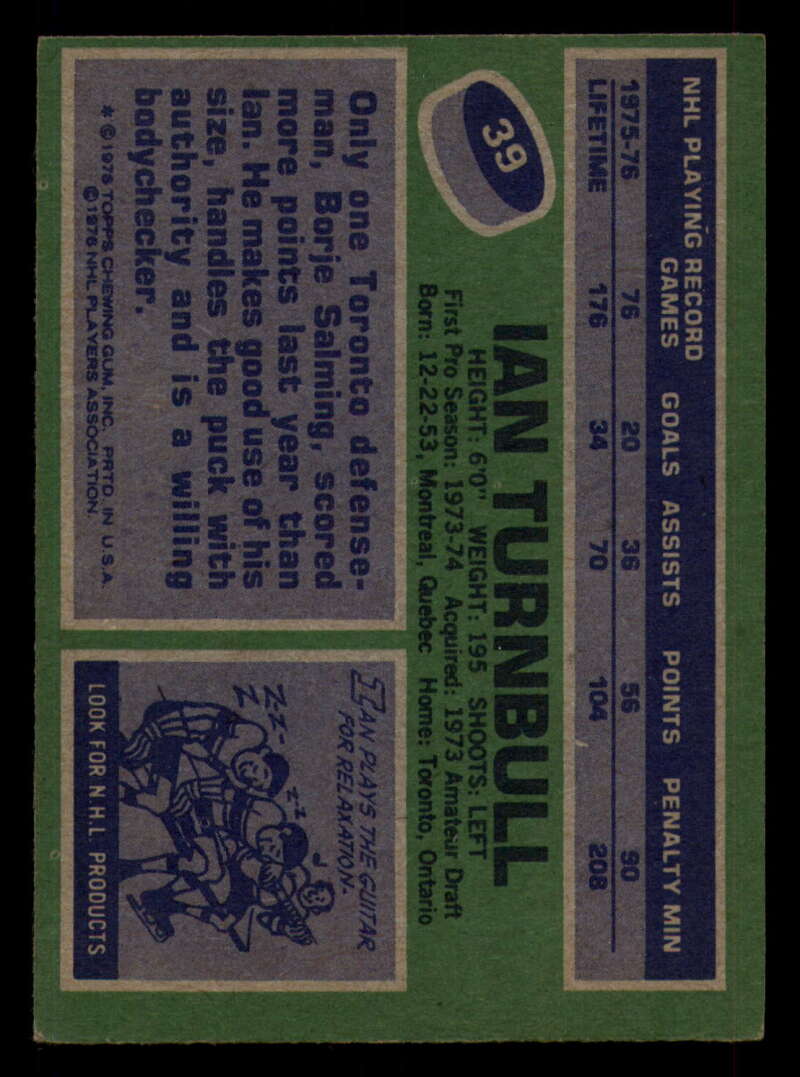 NHL PLAYING RECORD
GAMES GOALS ASSISTS POINTS PENALTY MIN
1975-76 76 20 36 56 90
LIFETIME 176 34 70 104 208
39
IAN TURNBULL
HEIGHT: 6'0" WEIGHT: 195 SHOOTS: LEFT
First Pro Season: 1973-74 Acquired: 1973 Amateur Draft
Born: 12-22-53, Montreal, Quebec Home: Toronto, Ontario
Only one Toronto defense-
man, Borje Salming, scored
more points last year than
Ian. He makes good use of his
size, handles the puck with
authority and is a willing
bodychecker.
* ©1976 TOPPS CHEWING GUM, INC. PRTD. IN U.S.A.
©1976 NHL PLAYERS ASSOCIATION.
IAN PLAYS THE GUITAR
FOR RELAXATION.
Z-Z-
Z
Z-Z
LOOK FOR N.H.L. PRODUCTS